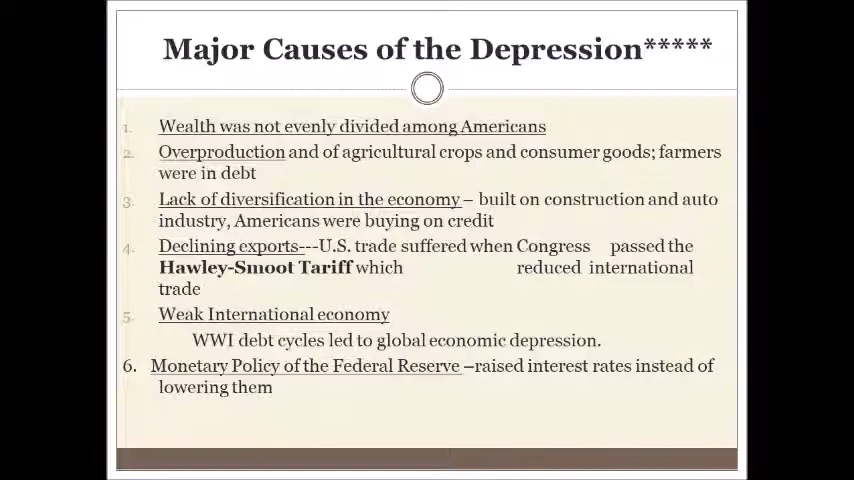 Major Causes of the Depression*****
1. Wealth was not evenly divided among Americans
2. Overproduction and of agricultural crops and consumer goods; farmers
were in debt
3. Lack of diversification in the economy – built on construction and auto
industry, Americans were buying on credit
4. Declining exports---U.S. trade suffered when Congress passed the
Hawley-Smoot Tariff which reduced international
trade
5. Weak International economy
WWI debt cycles led to global economic depression.
6. Monetary Policy of the Federal Reserve –raised interest rates instead of
lowering them